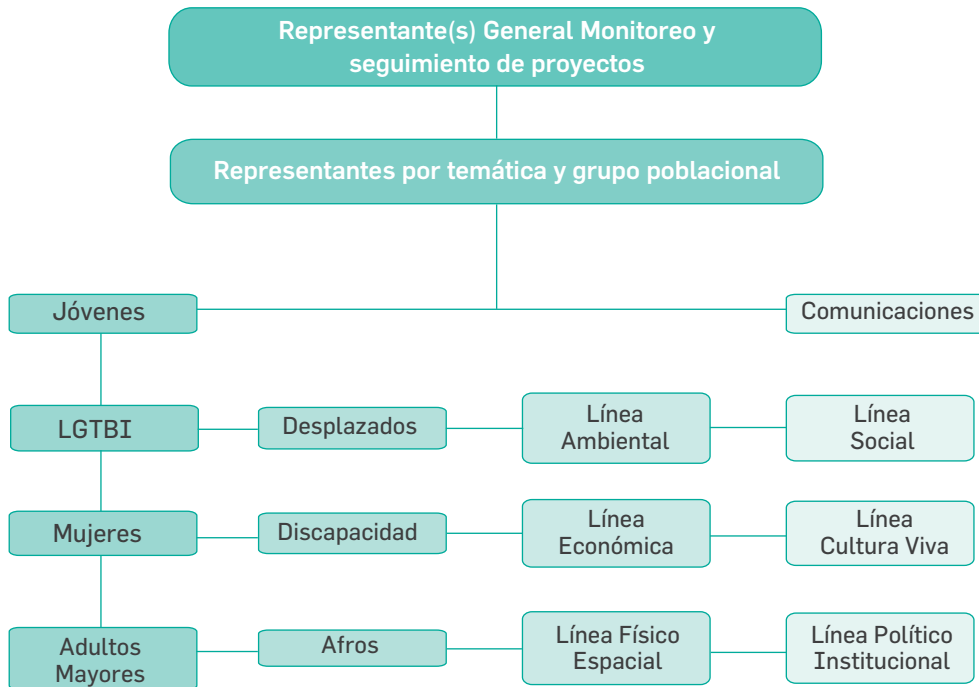 Representante(s) General Monitoreo y
seguimiento de proyectos
Representantes por temática y grupo poblacional
Jóvenes
Comunicaciones
LGTBI
Desplazados
Línea
Ambiental
Línea
Social
Mujeres
Discapacidad
Línea
Económica
Línea
Cultura Viva
Adultos
Mayores
Afros
Línea Físico
Espacial
Línea Político
Institucional